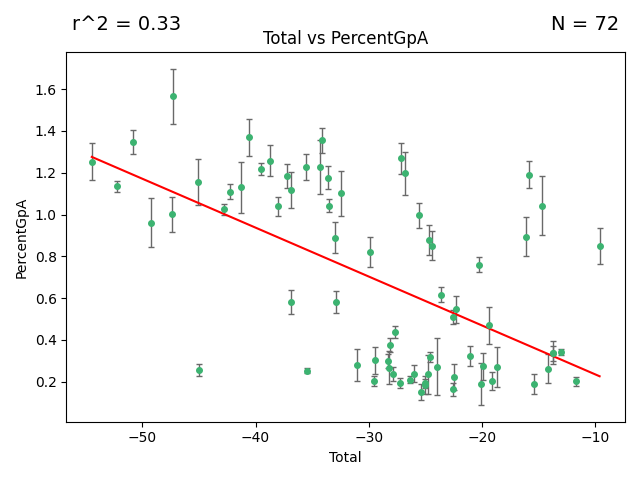 r^2 = 0.33
N = 72
Total vs PercentGpA
PercentGpA
1.6
1.4
1.2
1.0
0.8
0.6
0.4
0.2
−50
−40
−30
−20
−10
Total